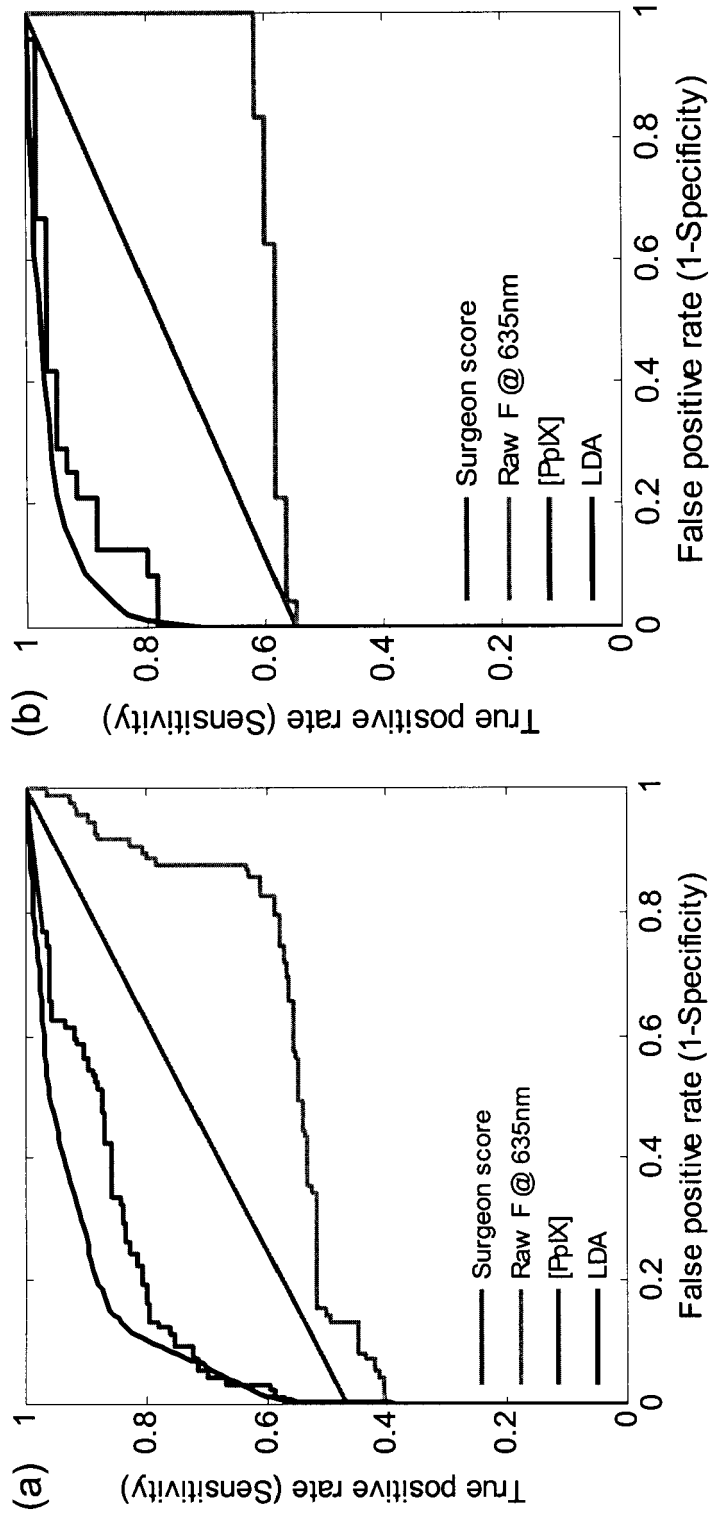 (a)
1
0.8
0.6
0.4
0.2
0
True positive rate (Sensitivity)
Surgeon score
Raw F @ 635nm
[PpIX]
LDA
0
0.2
0.4
0.6
0.8
1
False positive rate (1-Specificity)
(b)
1
0.8
0.6
0.4
0.2
0
True positive rate (Sensitivity)
Surgeon score
Raw F @ 635nm
[PpIX]
LDA
0
0.2
0.4
0.6
0.8
1
False positive rate (1-Specificity)